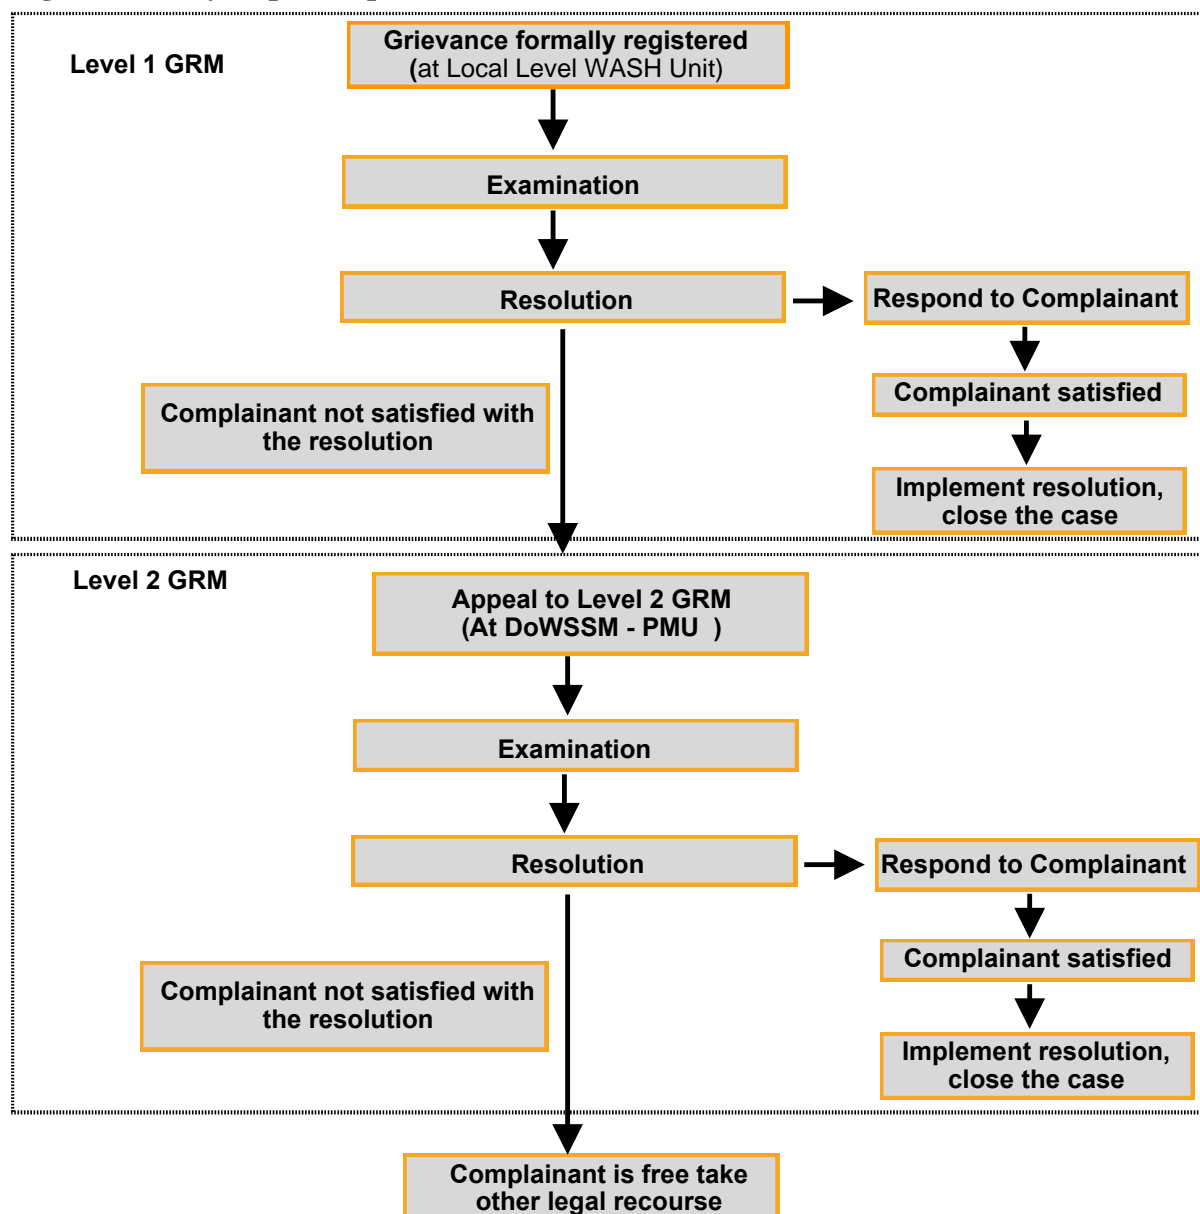 Level 1 GRM
Grievance formally registered
(at Local Level WASH Unit)
Examination
Resolution
Respond to Complainant
Complainant satisfied
Implement resolution,
close the case
Complainant not satisfied with
the resolution
Level 2 GRM
Appeal to Level 2 GRM
(At DoWSSM - PMU )
Examination
Resolution
Respond to Complainant
Complainant satisfied
Implement resolution,
close the case
Complainant not satisfied with
the resolution
Complainant is free take
other legal recourse